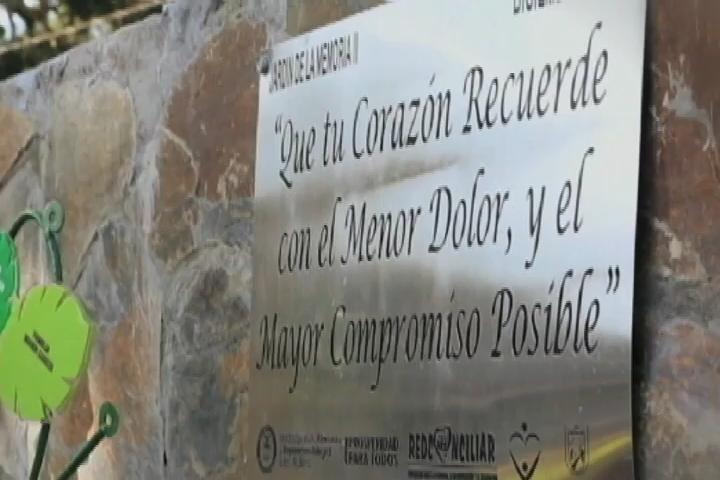 JARDIN DE LA MEMORIA II
"Que tu Corazón Recuerde
con el Menor Dolor, y el
Mayor Compromiso Posible"
PROSPERIDAD
PARA TODOS
REDCONCILIAR